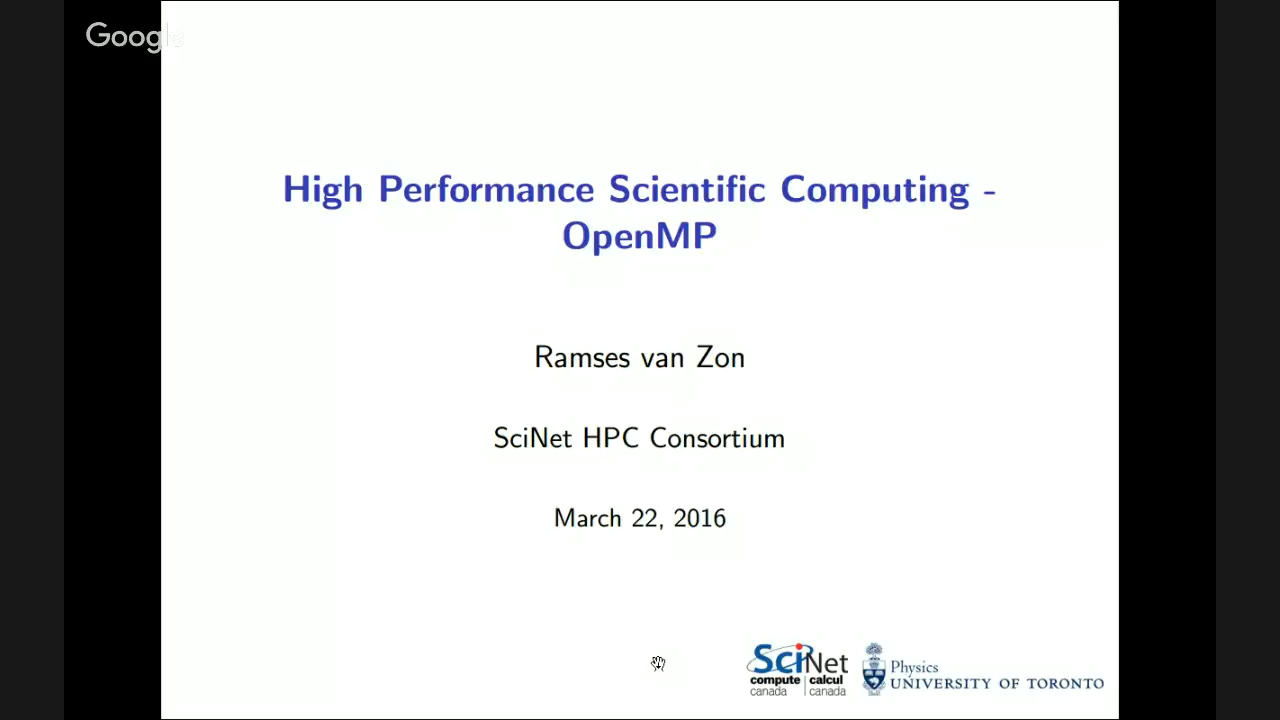 Google
High Performance Scientific Computing -
OpenMP
Ramses van Zon
SciNet HPC Consortium
March 22, 2016
SciNet
compute | calcul
canada | canada
Physics
UNIVERSITY OF TORONTO